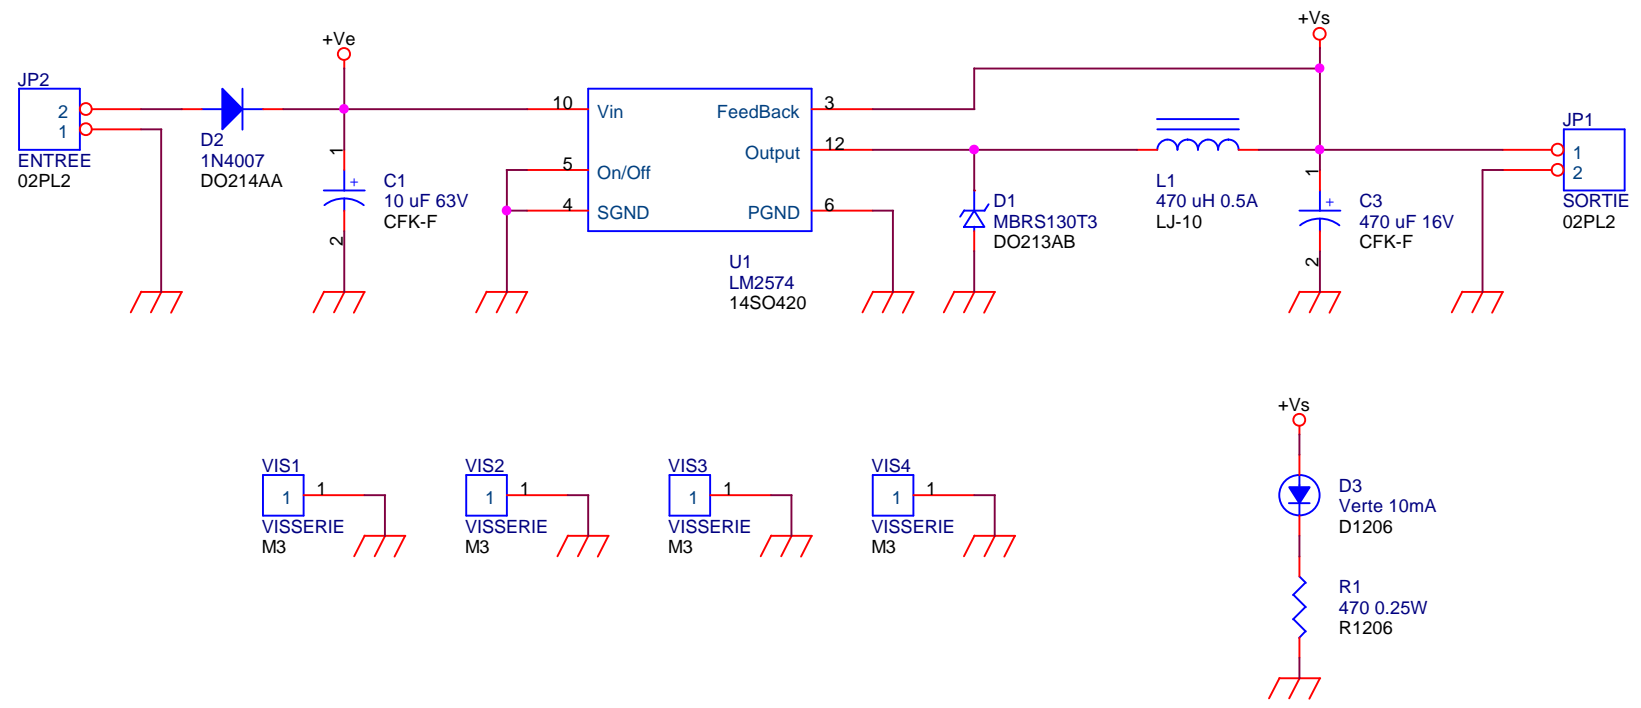 +Ve
+Vs
JP2
2
1
ENTREE
02PL2
D2
1N4007
DO214AA
1
+
2
C1
10 uF 63V
CFK-F
10
5
4
Vin
On/Off
SGND
FeedBack
Output
PGND
3
12
6
U1
LM2574
14SO420
D1
MBRS130T3
DO213AB
L1
470 uH 0.5A
LJ-10
1
+
2
C3
470 uF 16V
CFK-F
JP1
1
2
SORTIE
02PL2
VIS1
1
1
VISSERIE
M3
VIS2
1
1
VISSERIE
M3
VIS3
1
1
VISSERIE
M3
VIS4
1
1
VISSERIE
M3
+Vs
D3
Verte 10mA
D1206
R1
470 0.25W
R1206